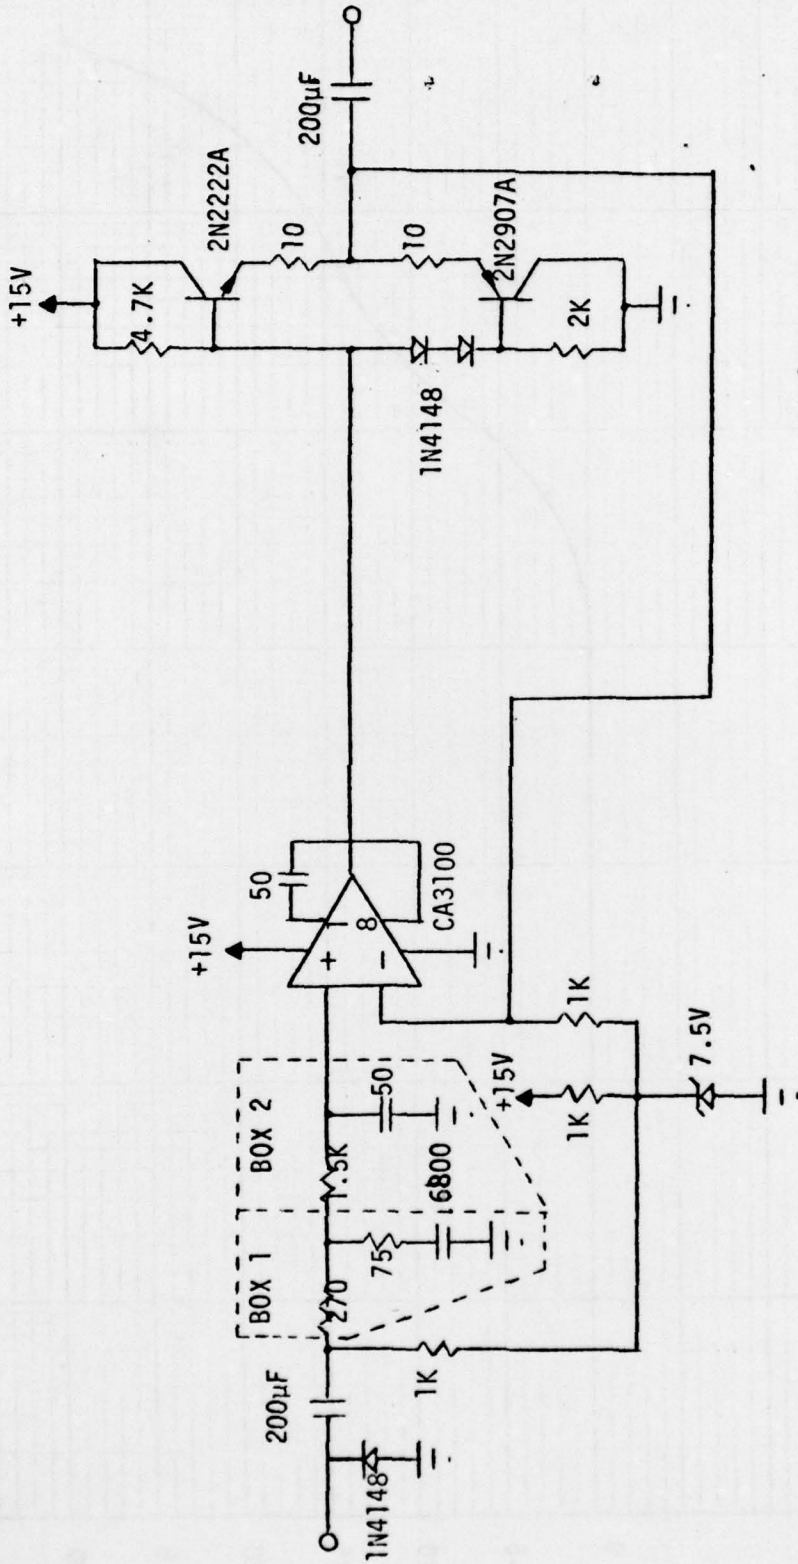 200µF
1N4148
BOX 1
270
75
1K
BOX 2
1.5K
50
6800
+15V
1K
1K
7.5V
+15V
50
+
-
1
8
CA3100
+15V
4.7K
2N2222A
10
10
2N2907A
1N4148
2K
200µF